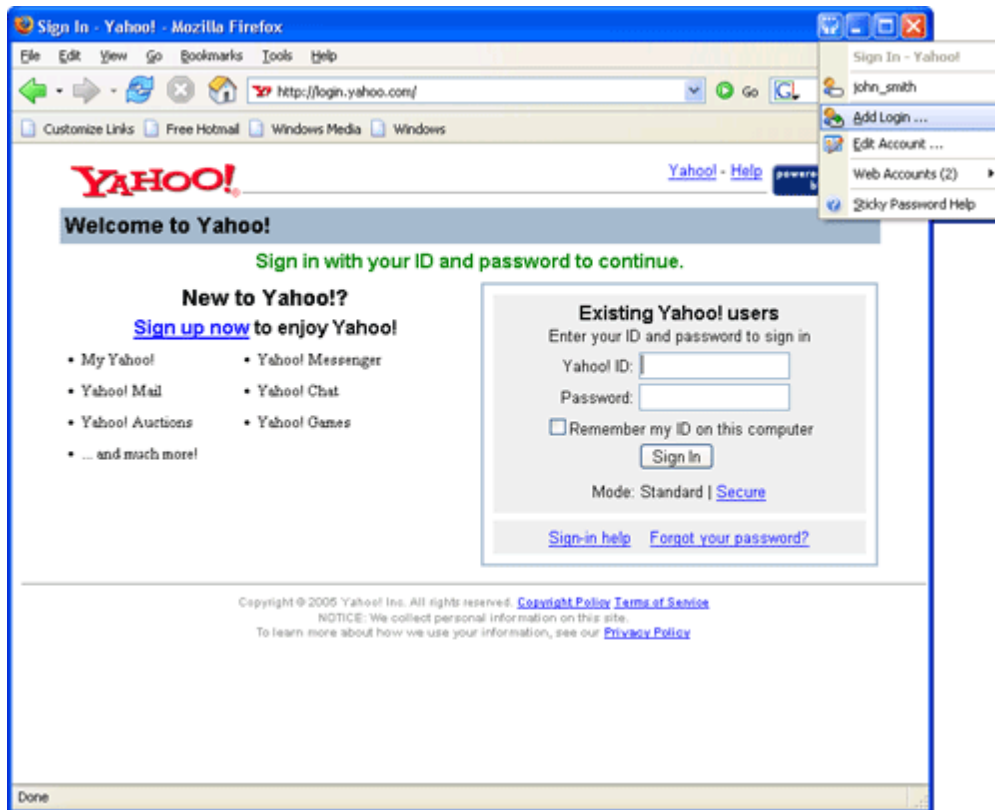 Sign In - Yahoo! - Mozilla Firefox
File Edit View Go Bookmarks Tools Help
http://login.yahoo.com/
Go
G
Customize Links Free Hotmail Windows Media Windows
Sign In - Yahoo!
john_smith
Add Login ...
Edit Account ...
Web Accounts (2)
Sticky Password Help
YAHOO!
Yahoo! - Help
Welcome to Yahoo!
Sign in with your ID and password to continue.
New to Yahoo!?
Sign up now to enjoy Yahoo!
• My Yahoo! • Yahoo! Messenger
• Yahoo! Mail • Yahoo! Chat
• Yahoo! Auctions • Yahoo! Games
• ... and much more!
Existing Yahoo! users
Enter your ID and password to sign in
Yahoo! ID:
Password:
Remember my ID on this computer
Sign In
Mode: Standard | Secure
Sign-in help Forgot your password?
Copyright © 2005 Yahoo! Inc. All rights reserved. Copyright Policy Terms of Service
NOTICE: We collect personal information on this site.
To learn more about how we use your information, see our Privacy Policy
Done